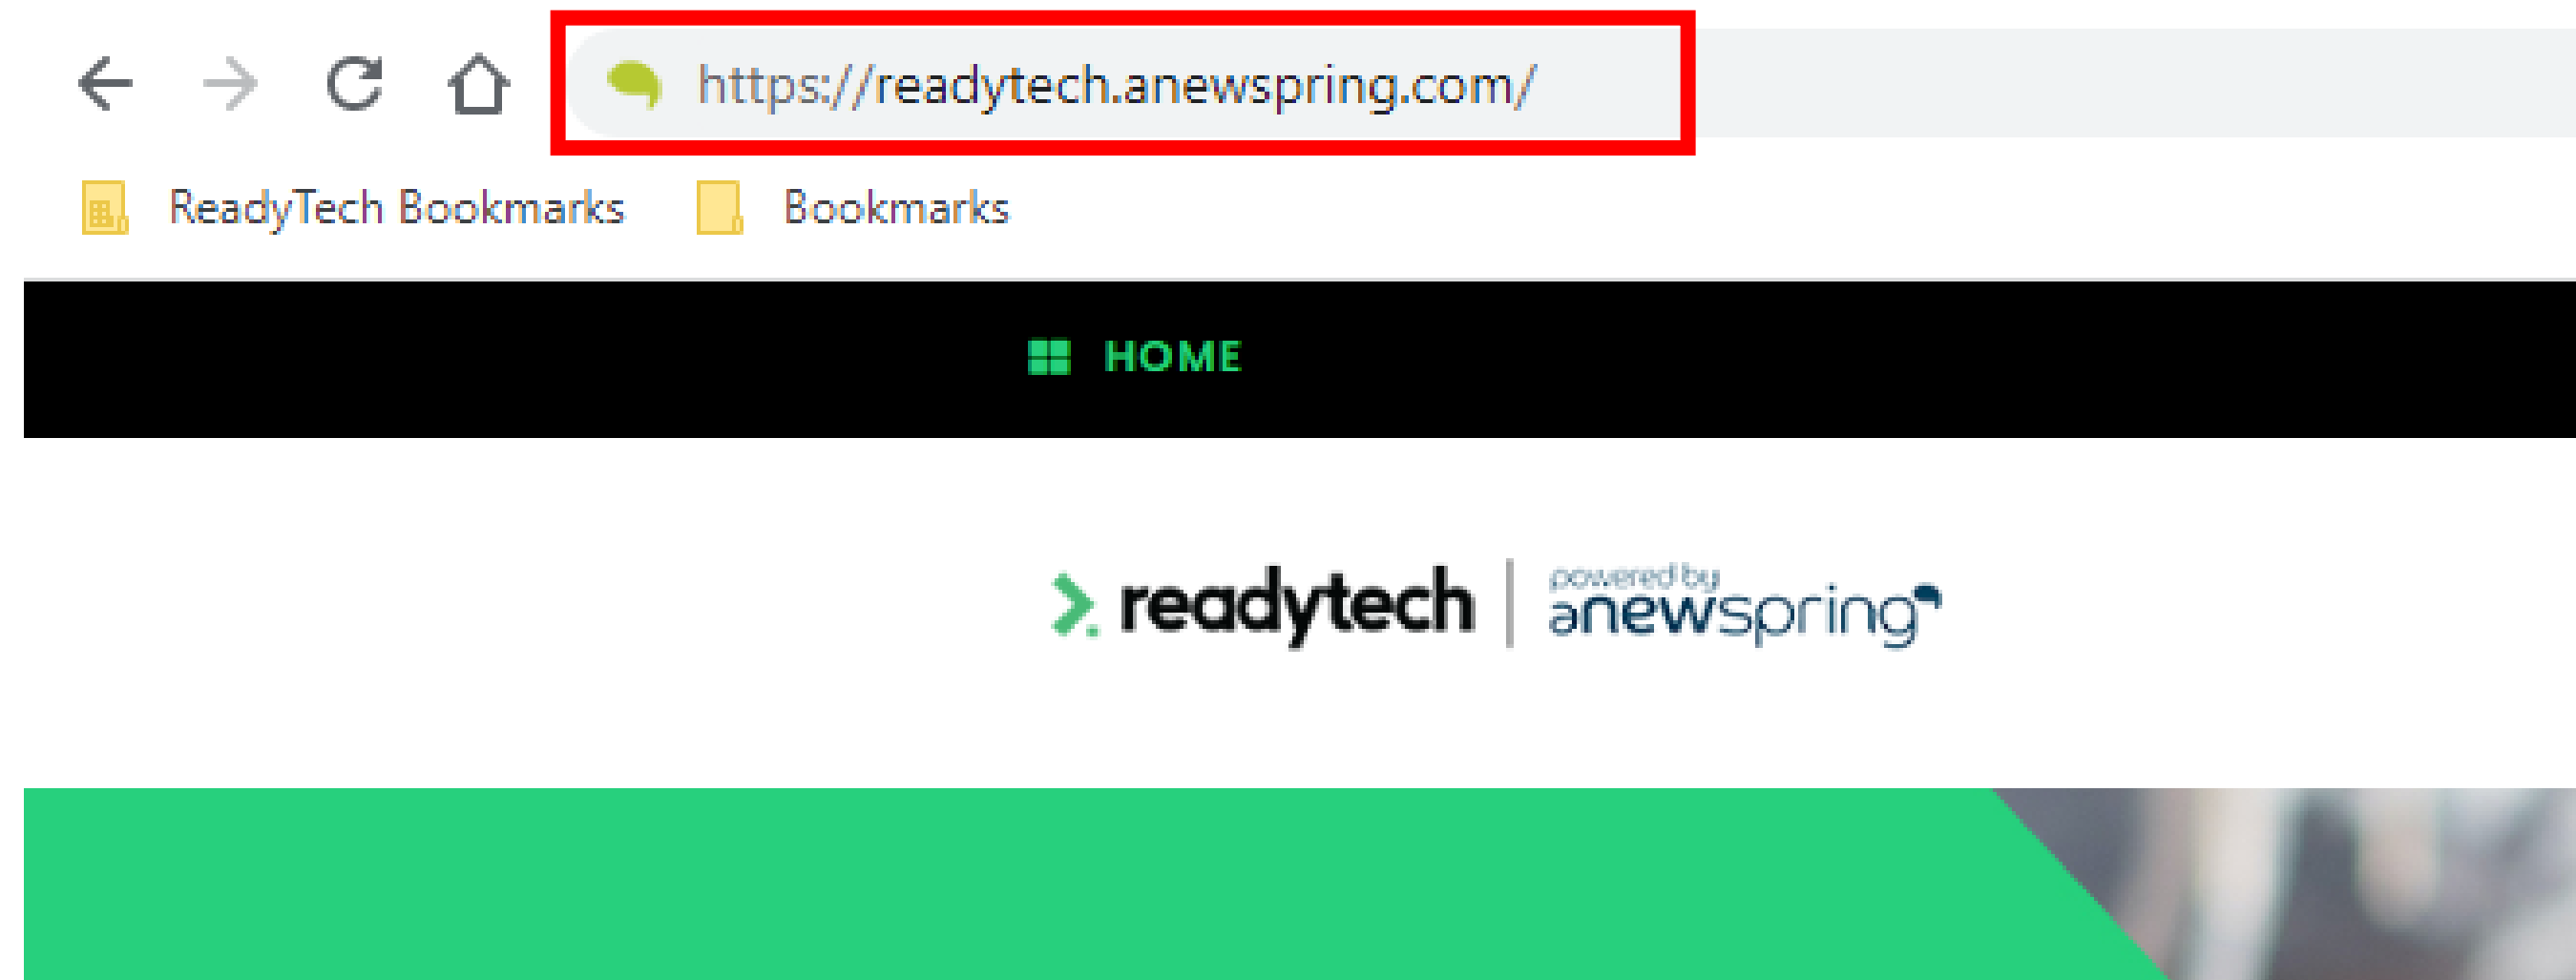 https://readytech.anewspring.com/
ReadyTech Bookmarks Bookmarks
HOME
readytech powered by anewspring